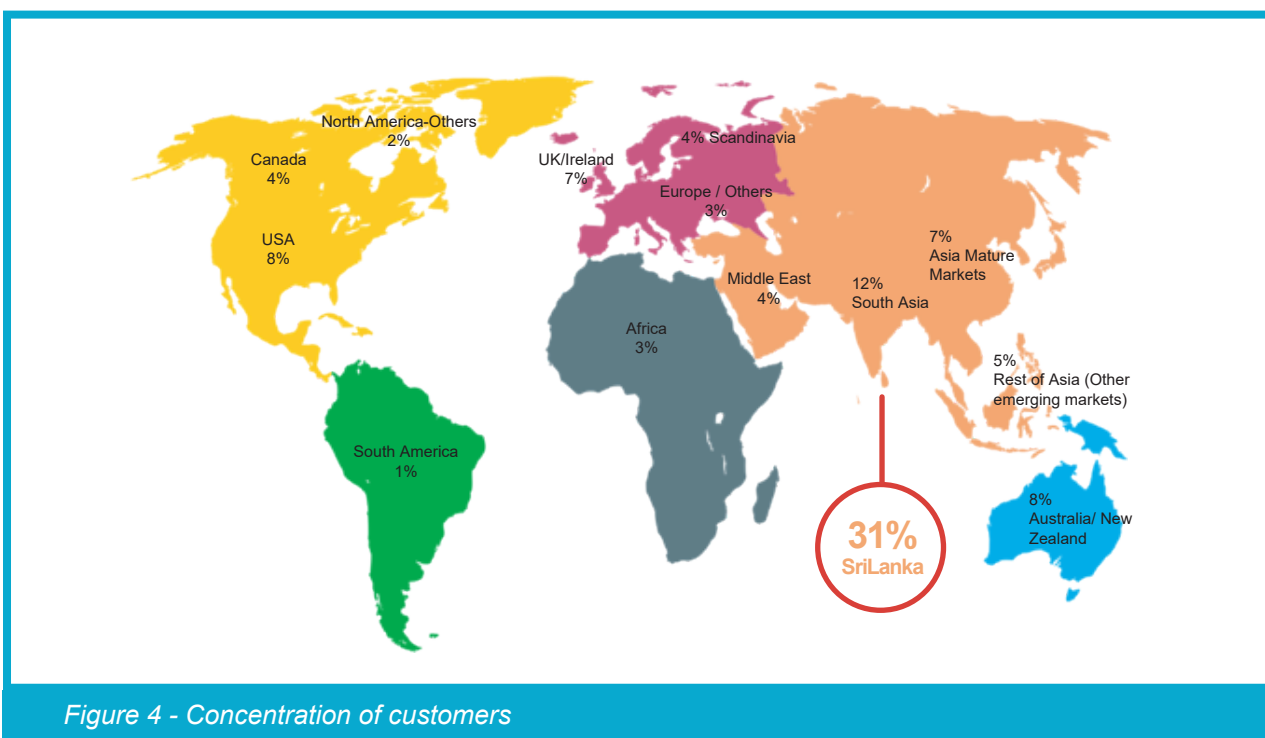 North America-Others
2%
Canada
4%
USA
8%
South America
1%
UK/Ireland
7%
4% Scandinavia
Europe / Others
3%
Africa
3%
Middle East
4%
12%
South Asia
7%
Asia Mature
Markets
5%
Rest of Asia (Other
emerging markets)
8%
Australia/ New
Zealand
31%
SriLanka
Figure 4 - Concentration of customers